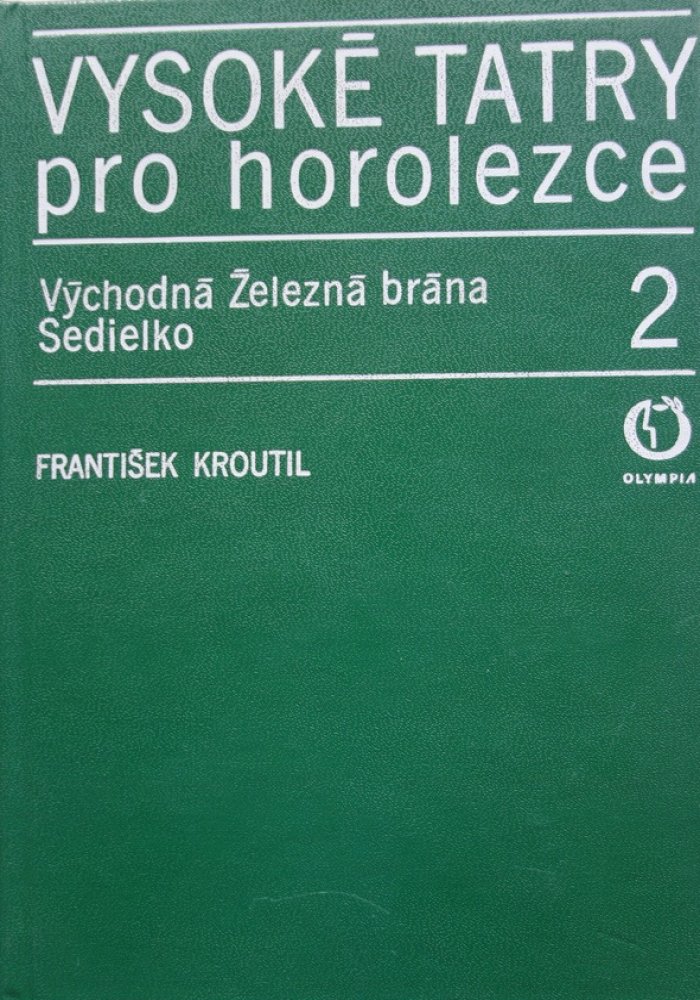 VYSOKÉ TATRY
pro horolezce
Východná Železná brána
Sedielko
2
FRANTIŠEK KROUTIL
OLYMPIA